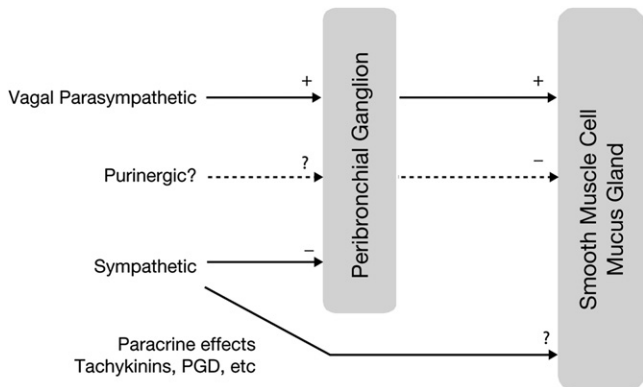 +
+
Vagal Parasympathetic
?
−
Purinergic?
−
Sympathetic
Peribronchial Ganglion
Smooth Muscle Cell
Mucus Gland
?
Paracrine effects
Tachykinins, PGD, etc